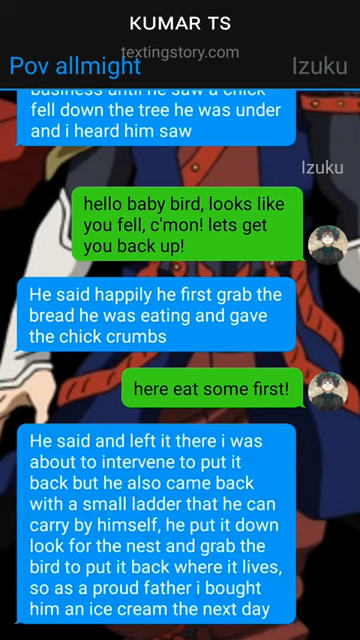 KUMAR TS
textingstory.com
Pov allmight
Izuku
business until he saw a chick
fell down the tree he was under
and i heard him saw
Izuku
hello baby bird, looks like
you fell, c'mon! lets get
you back up!
He said happily he first grab the
bread he was eating and gave
the chick crumbs
here eat some first!
He said and left it there i was
about to intervene to put it
back but he also came back
with a small ladder that he can
carry by himself, he put it down
look for the nest and grab the
bird to put it back where it lives,
so as a proud father i bought
him an ice cream the next day